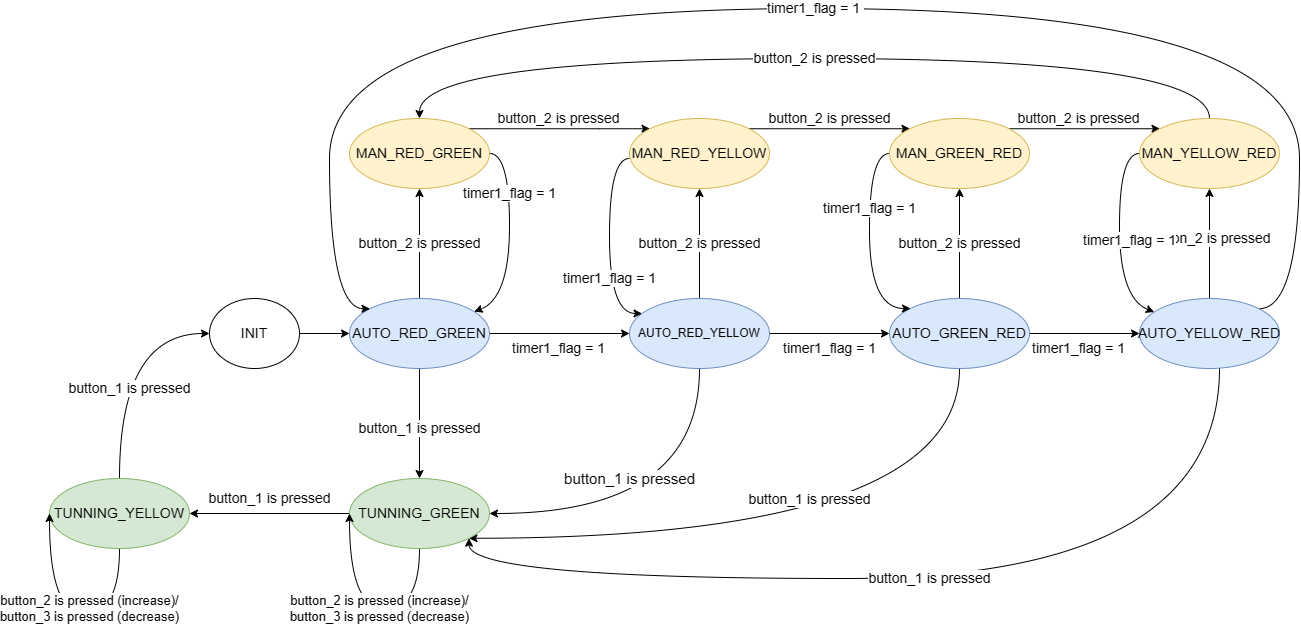 timer1_flag = 1
button_2 is pressed
button_2 is pressed
button_2 is pressed
button_2 is pressed
MAN_RED_GREEN
MAN_RED_YELLOW
MAN_GREEN_RED
MAN_YELLOW_RED
timer1_flag = 1
timer1_flag = 1
button_2 is pressed
button_2 is pressed
button_2 is pressed
timer1_flag = 1
n_2 is pressed
timer1_flag = 1
INIT
AUTO_RED_GREEN
AUTO_RED_YELLOW
AUTO_GREEN_RED
AUTO_YELLOW_RED
timer1_flag = 1
timer1_flag = 1
timer1_flag = 1
button_1 is pressed
button_1 is pressed
button_1 is pressed
button_1 is pressed
button_1 is pressed
TUNNING_YELLOW
TUNNING_GREEN
button_1 is pressed
button_2 is pressed (increase)/
button_3 is pressed (decrease)
button_2 is pressed (increase)/
button_3 is pressed (decrease)